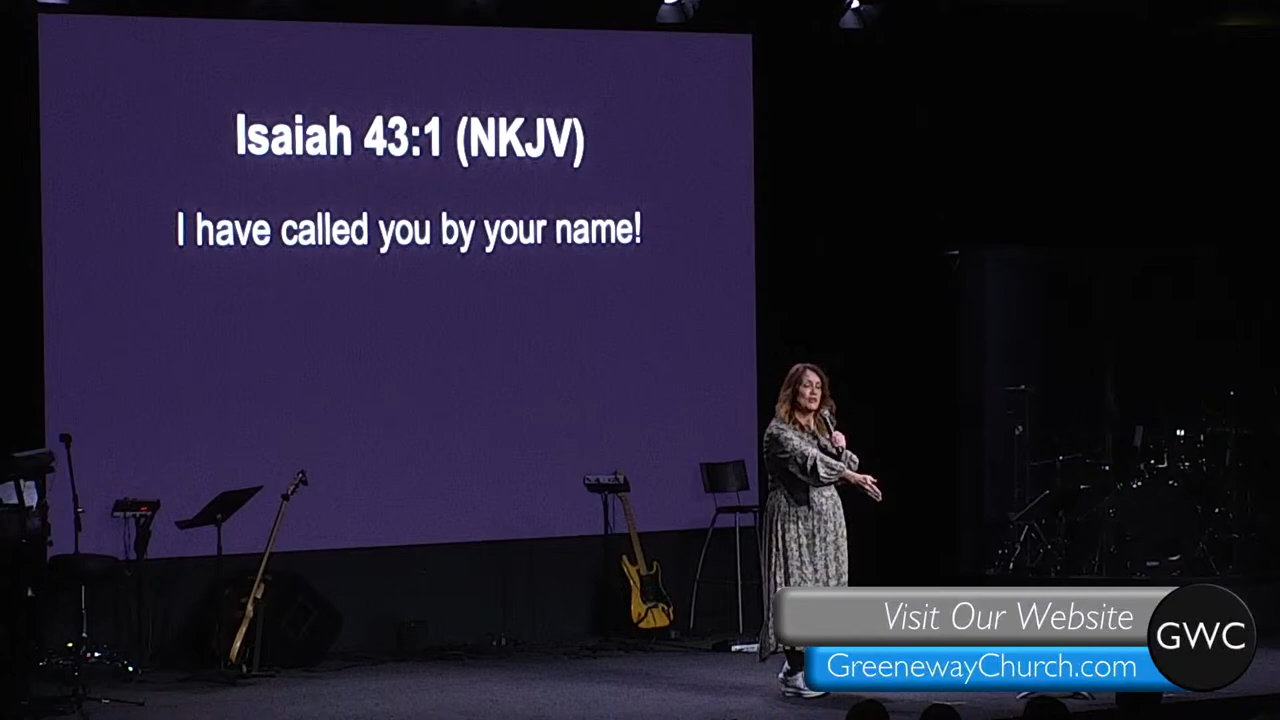 Isaiah 43:1 (NKJV)
I have called you by your name!
Visit Our Website
GWC
GreenewayChurch.com